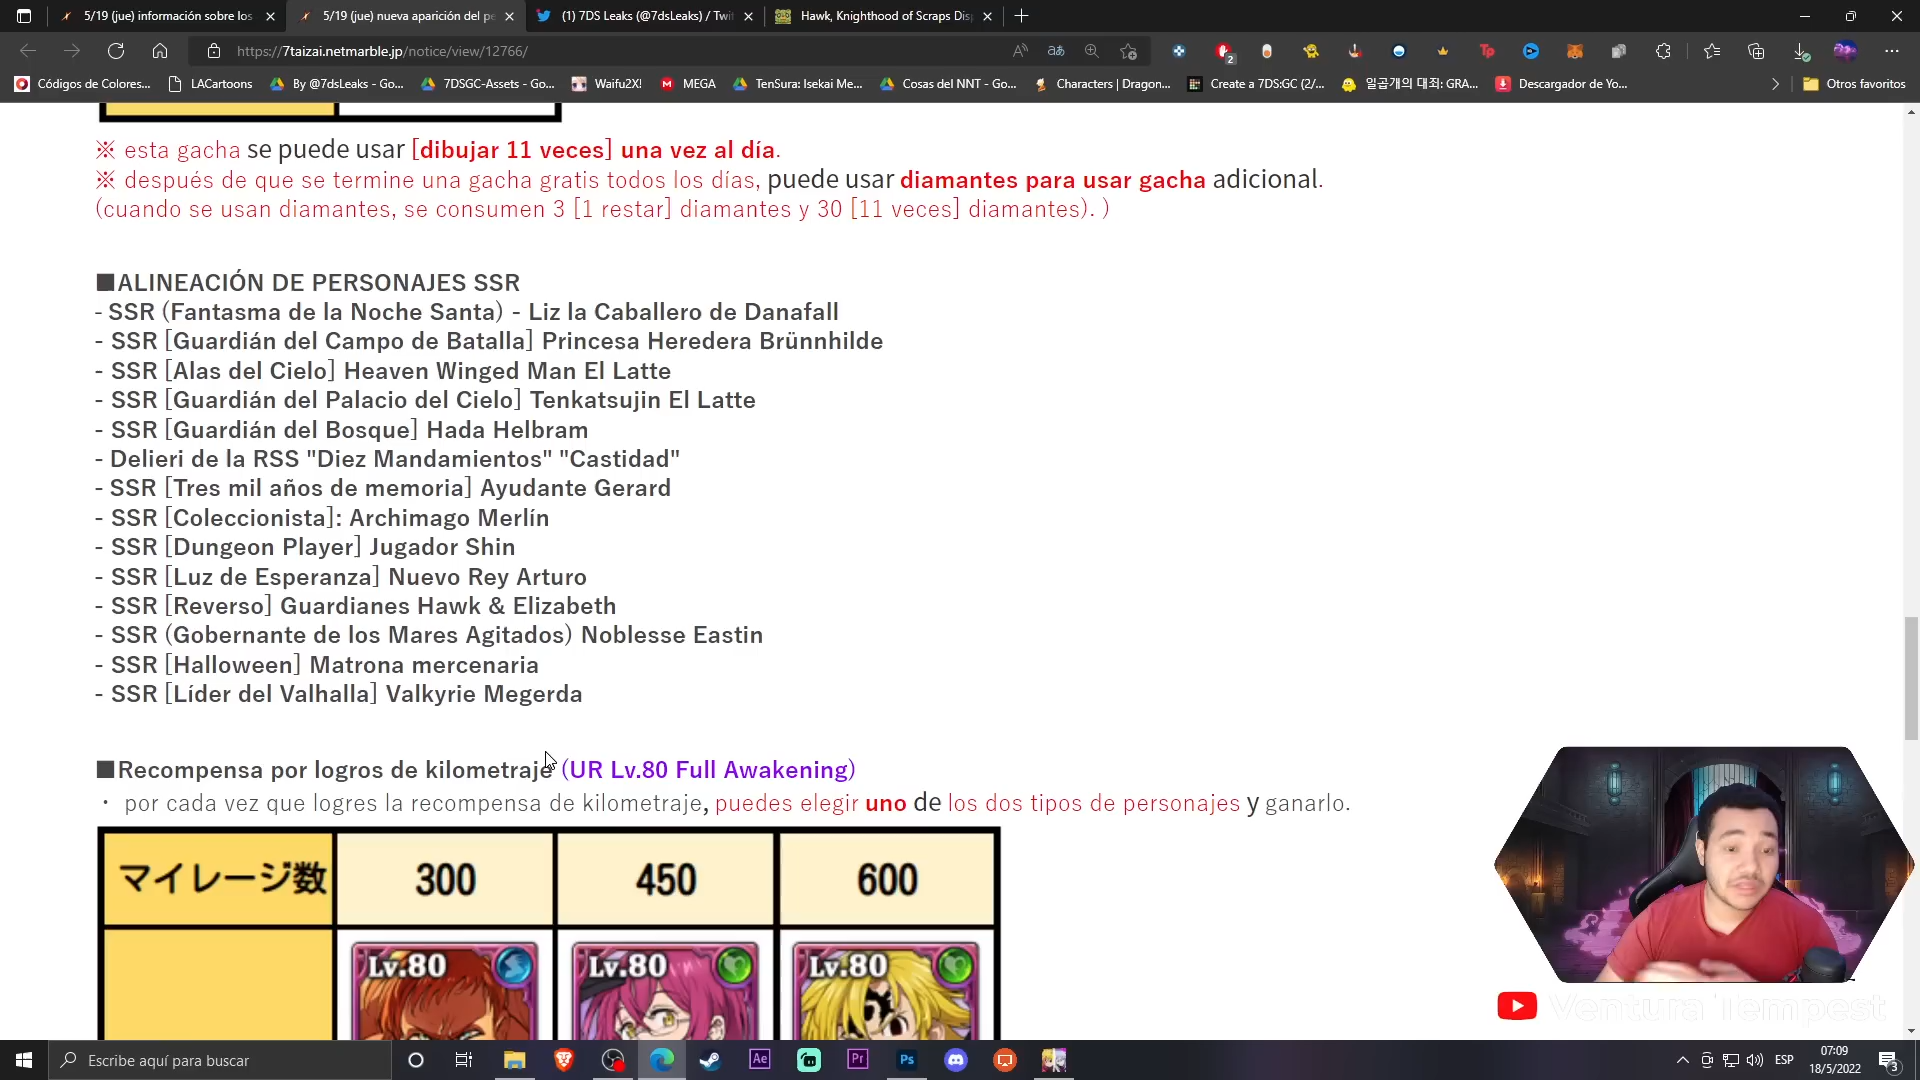 5/19 (jue) información sobre los
5/19 (jue) nueva aparición del pe
(1) 7DS Leaks (@7dsLeaks) / Twit
Hawk, Knighthood of Scraps Dis
https://7taizai.netmarble.jp/notice/view/12766/
Códigos de Colores...
LACartoons
By @7dsLeaks - Go...
7DSGC-Assets - Go...
Waifu2X!
MEGA
TenSura: Isekai Me...
Cosas del NNT - Go...
Characters | Dragon...
Create a 7DS:GC (2/...
일곱개의 대죄: GRA...
Descargador de Yo...
Otros favoritos
※ esta gacha se puede usar [dibujar 11 veces] una vez al día.
※ después de que se termine una gacha gratis todos los días, puede usar diamantes para usar gacha adicional.
(cuando se usan diamantes, se consumen 3 [1 restar] diamantes y 30 [11 veces] diamantes). )
■ALINEACIÓN DE PERSONAJES SSR
- SSR (Fantasma de la Noche Santa) - Liz la Caballero de Danafall
- SSR [Guardián del Campo de Batalla] Princesa Heredera Brünnhilde
- SSR [Alas del Cielo] Heaven Winged Man El Latte
- SSR [Guardián del Palacio del Cielo] Tenkatsujin El Latte
- SSR [Guardián del Bosque] Hada Helbram
- Delieri de la RSS "Diez Mandamientos" "Castidad"
- SSR [Tres mil años de memoria] Ayudante Gerard
- SSR [Coleccionista]: Archimago Merlín
- SSR [Dungeon Player] Jugador Shin
- SSR [Luz de Esperanza] Nuevo Rey Arturo
- SSR [Reverso] Guardianes Hawk & Elizabeth
- SSR (Gobernante de los Mares Agitados) Noblesse Eastin
- SSR [Halloween] Matrona mercenaria
- SSR [Líder del Valhalla] Valkyrie Megerda
■Recompensa por logros de kilometraje (UR Lv.80 Full Awakening)
・ por cada vez que logres la recompensa de kilometraje, puedes elegir uno de los dos tipos de personajes y ganarlo.
マイレージ数 300 450 600
Lv.80 Lv.80 Lv.80
Ventura Tempest
Escribe aquí para buscar
ESP
07:09
18/5/2022
3